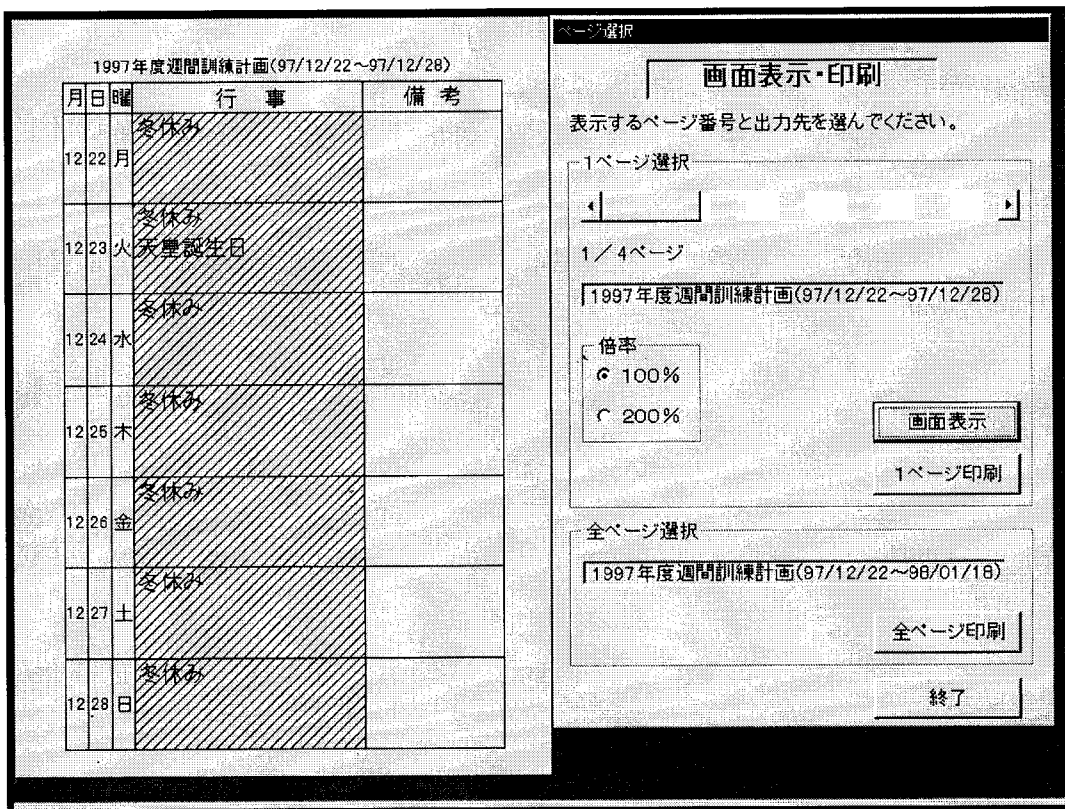 1997年度週間訓練計画(97/12/22～97/12/28)
月 日 曜 行 事 備 考
12 22 月 冬休み
12 23 火 冬休み
天皇誕生日
12 24 水 冬休み
12 25 木 冬休み
12 26 金 冬休み
12 27 土 冬休み
12 28 日 冬休み
ページ選択
画面表示・印刷
表示するページ番号と出力先を選んでください。
1ページ選択
1／4ページ
1997年度週間訓練計画(97/12/22～97/12/28)
倍率
100%
200%
画面表示
1ページ印刷
全ページ選択
1997年度週間訓練計画(97/12/22～98/01/18)
全ページ印刷
終了